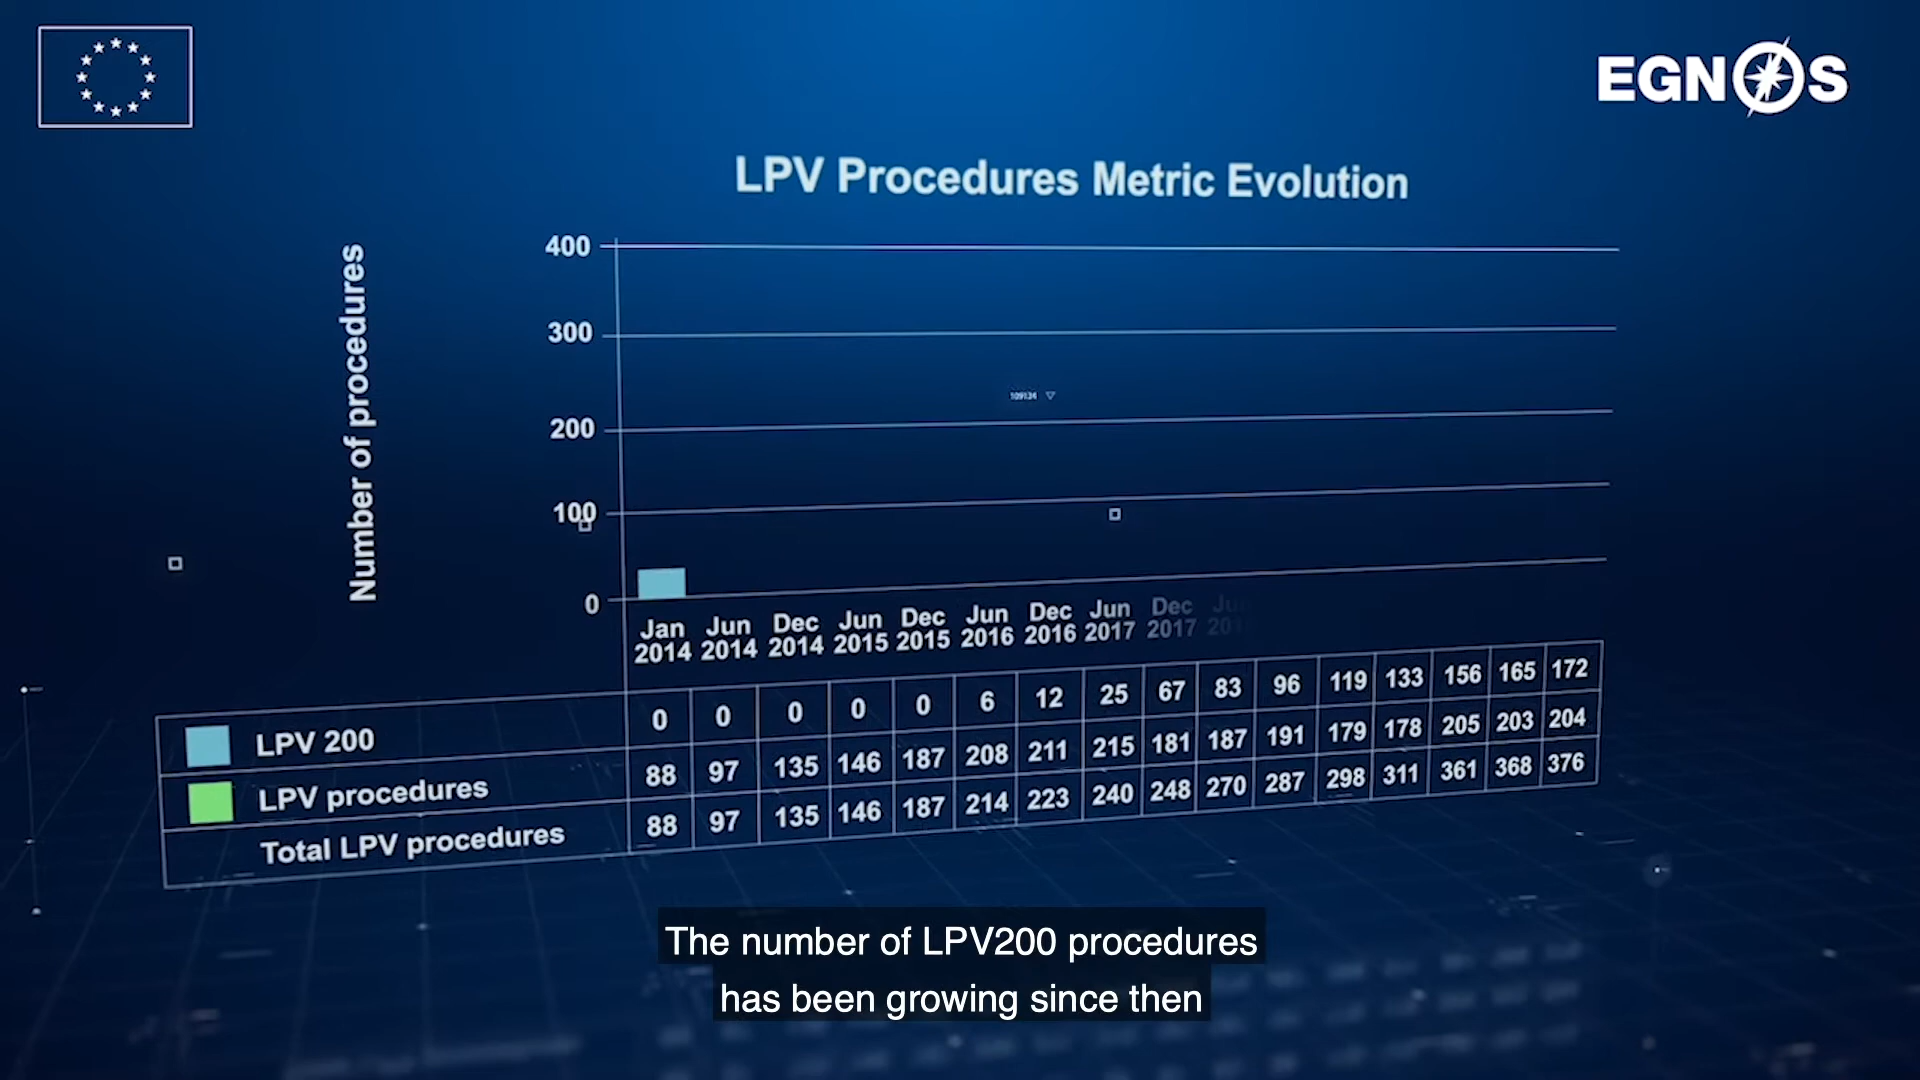 EGNOS
LPV Procedures Metric Evolution
Number of procedures
400
300
109134
200
100
0
Jan 2014
Jun 2014
Dec 2014
Jun 2015
Dec 2015
Jun 2016
Dec 2016
Jun 2017
Dec 2017
Jun
LPV 200 0 0 0 0 0 6 12 25 67 83 96 119 133 156 165 172
LPV procedures 88 97 135 146 187 208 211 215 181 187 191 179 178 205 203 204
Total LPV procedures 88 97 135 146 187 214 223 240 248 270 287 298 311 361 368 376
The number of LPV200 procedures
has been growing since then